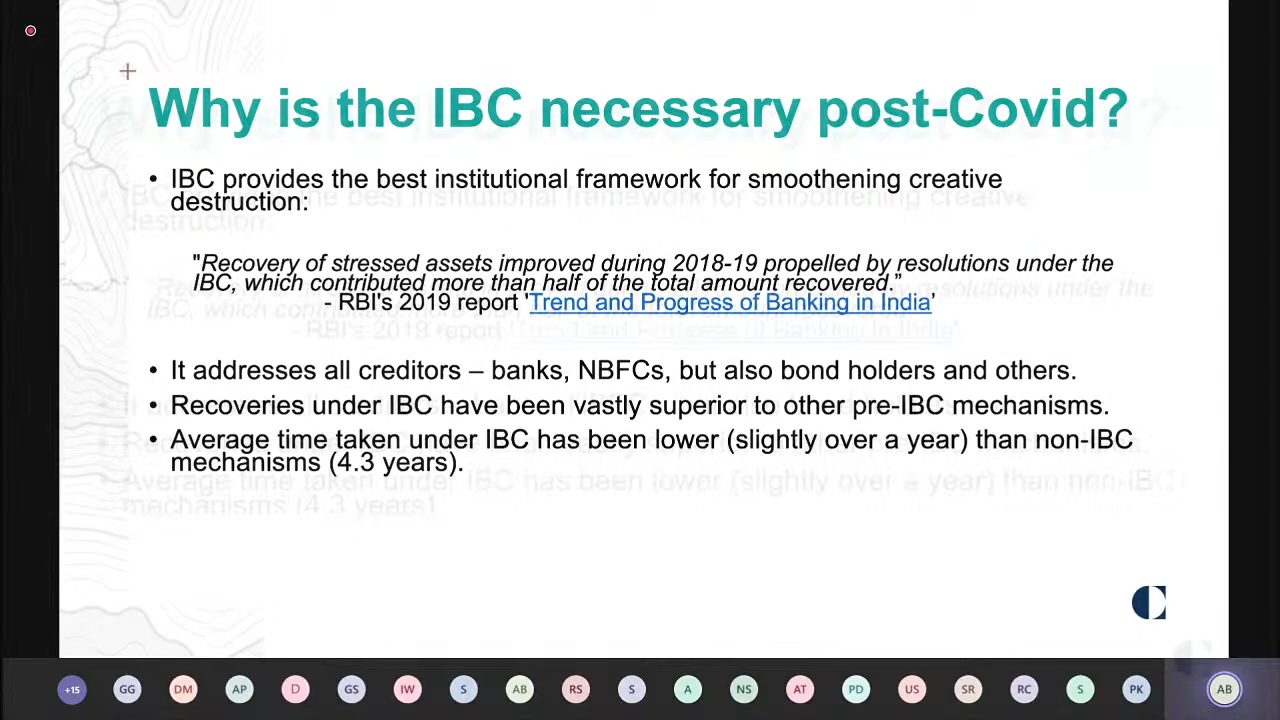 Why is the IBC necessary post-Covid?
• IBC provides the best institutional framework for smoothening creative
destruction:
"Recovery of stressed assets improved during 2018-19 propelled by resolutions under the
IBC, which contributed more than half of the total amount recovered.”
- RBI's 2019 report 'Trend and Progress of Banking in India'
• It addresses all creditors – banks, NBFCs, but also bond holders and others.
• Recoveries under IBC have been vastly superior to other pre-IBC mechanisms.
• Average time taken under IBC has been lower (slightly over a year) than non-IBC
mechanisms (4.3 years).
+15 GG DM AP D GS IW S AB RS S A NS AT PD US SR RC S PK AB